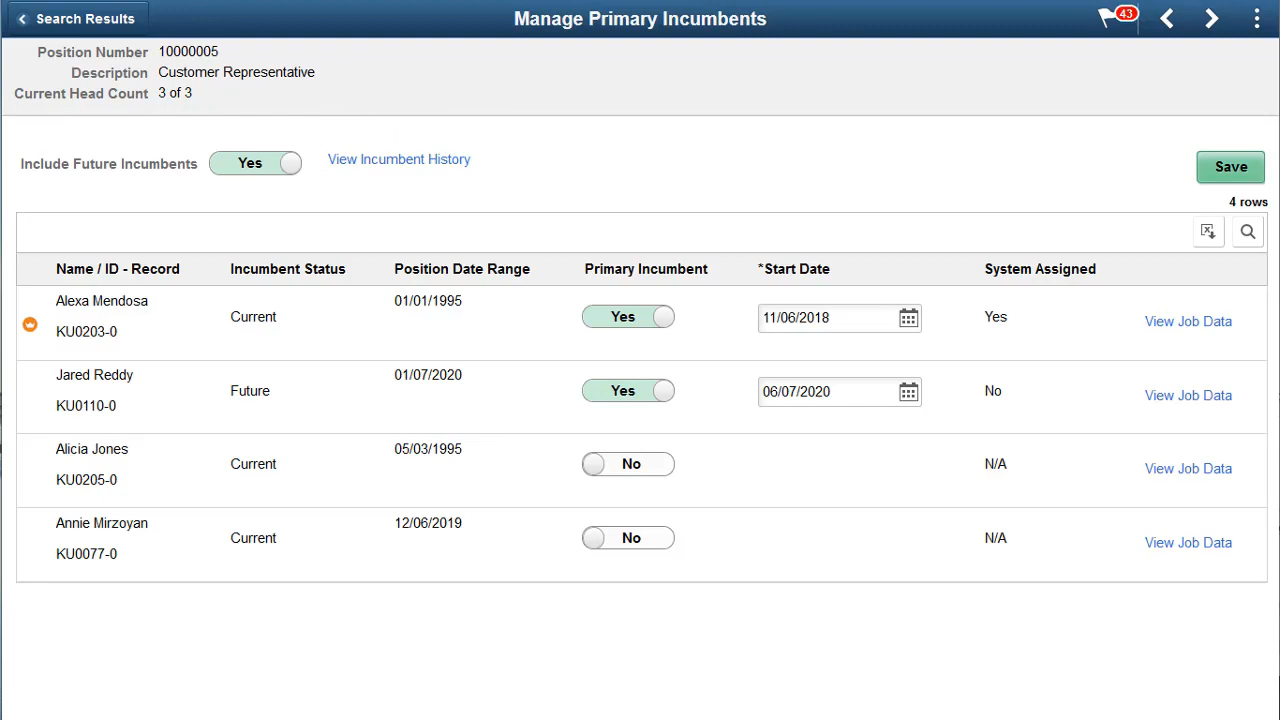 Search Results
Manage Primary Incumbents
43
Position Number 10000005
Description Customer Representative
Current Head Count 3 of 3
Include Future Incumbents Yes View Incumbent History
Save
4 rows
Name / ID - Record Incumbent Status Position Date Range Primary Incumbent *Start Date System Assigned
Alexa Mendosa
KU0203-0
Current
01/01/1995
Yes
11/06/2018
Yes
View Job Data
Jared Reddy
KU0110-0
Future
01/07/2020
Yes
06/07/2020
No
View Job Data
Alicia Jones
KU0205-0
Current
05/03/1995
No
N/A
View Job Data
Annie Mirzoyan
KU0077-0
Current
12/06/2019
No
N/A
View Job Data